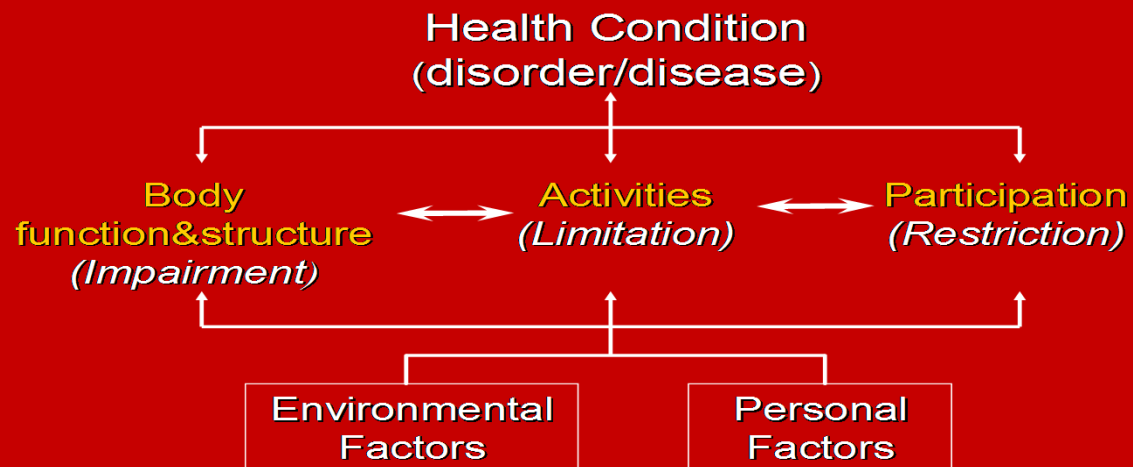 Health Condition
(disorder/disease)
Body
function&structure
(Impairment)
Activities
(Limitation)
Participation
(Restriction)
Environmental
Factors
Personal
Factors